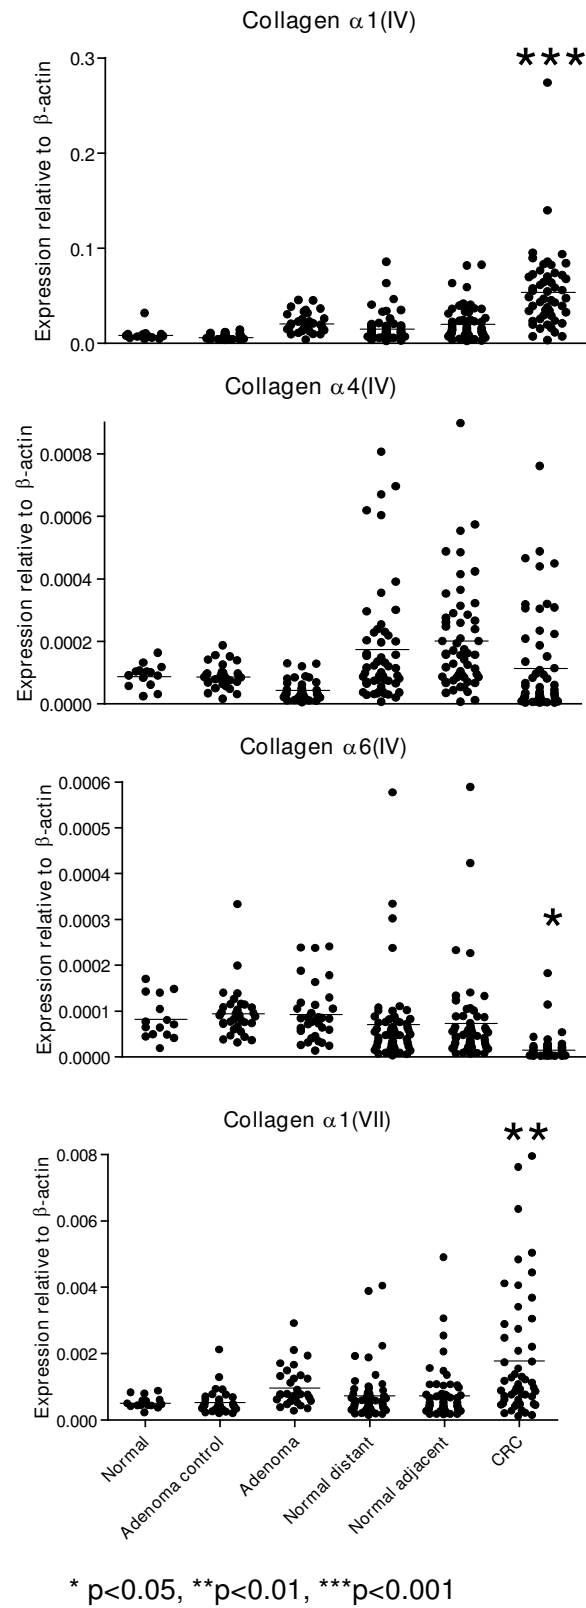 Collagen α1(IV)
***
Expression relative to β-actin
0.3
0.2
0.1
0.0
Collagen α4(IV)
Expression relative to β-actin
0.0008
0.0006
0.0004
0.0002
0.0000
Collagen α6(IV)
*
Expression relative to β-actin
0.0006
0.0005
0.0004
0.0003
0.0002
0.0001
0.0000
Collagen α1(VII)
**
Expression relative to β-actin
0.008
0.006
0.004
0.002
0.000
Normal
Adenoma control
Adenoma
Normal distant
Normal adjacent
CRC
* p<0.05, **p<0.01, ***p<0.001